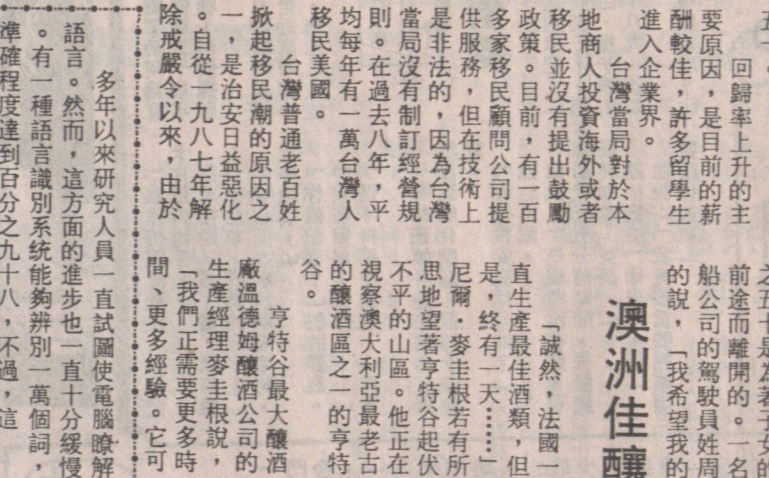 回歸率上升的主
要原因，是目前的薪
酬較佳，許多留學生
進入企業界。
台灣當局對於本
地商人投資海外或者
移民並沒有提出鼓勵
政策。目前，有一百
多家移民顧問公司提
供服務，但在技術上
是非法的，因為台灣
當局沒有制訂經營規
則。在過去八年，平
均每年有一萬台灣人
移民美國。
台灣普通老百姓
掀起移民潮的原因之
一，是治安日益惡化
。自從一九八七年解
除戒嚴令以來，由於
之五十是為著子女的
前途而離開的。一名
船公司的駕駛員姓周
的說，「我希望我的
澳洲佳釀
「誠然，法國一
直生產最佳酒類，但
是，終有一天……」
尼爾·麥圭根若有所
思地望著亨特谷起伏
不平的山區。他正在
視察澳大利亞最老古
的釀酒區之一的亨特
谷。
亨特谷最大釀酒
廠溫德姆釀酒公司的
生產經理麥圭根說，
「我們正需要更多時
間、更多經驗。它可
多年以來研究人員一直試圖使電腦瞭解
語言。然而，這方面的進步也一直十分緩慢
。有一種語言識別系統能夠辨別一萬個詞，
準確程度達到百分之九十八，不過，這